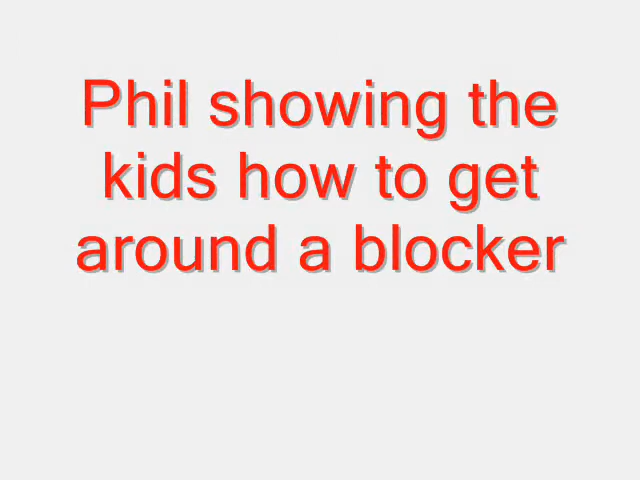 Phil showing the
kids how to get
around a blocker